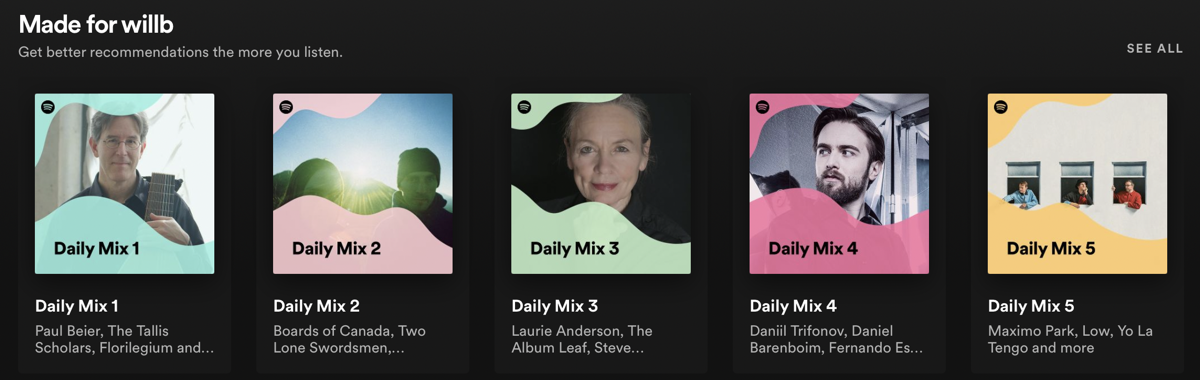 Made for willb
Get better recommendations the more you listen.
SEE ALL
Daily Mix 1
Daily Mix 2
Daily Mix 3
Daily Mix 4
Daily Mix 5
Daily Mix 1
Paul Beier, The Tallis
Scholars, Florilegium and...
Daily Mix 2
Boards of Canada, Two
Lone Swordsmen,...
Daily Mix 3
Laurie Anderson, The
Album Leaf, Steve...
Daily Mix 4
Daniil Trifonov, Daniel
Barenboim, Fernando Es...
Daily Mix 5
Maximo Park, Low, Yo La
Tengo and more